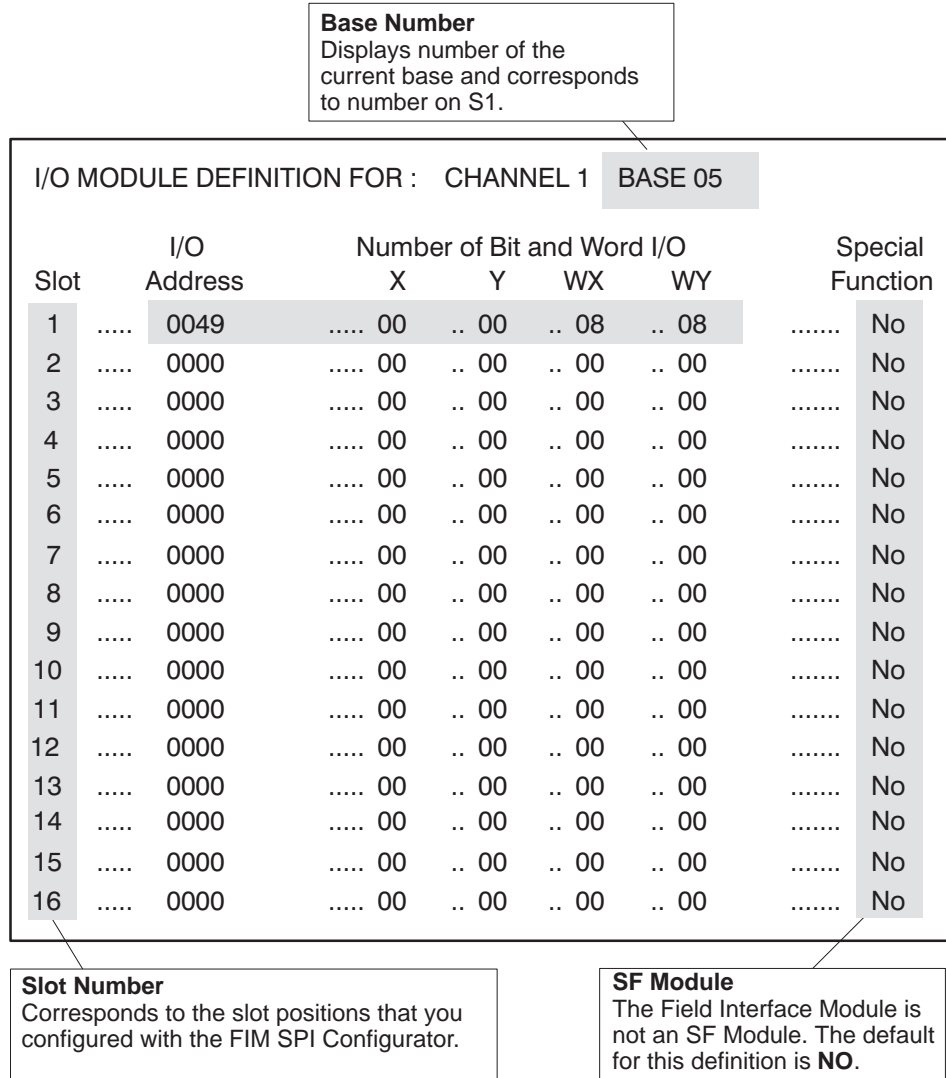 Base Number
Displays number of the
current base and corresponds
to number on S1.
I/O MODULE DEFINITION FOR : CHANNEL 1 BASE 05
I/O Number of Bit and Word I/O Special
Slot Address X Y WX WY Function
1 ..... 0049 ..... 00 .. 00 .. 08 .. 08 ....... No
2 ..... 0000 ..... 00 .. 00 .. 00 .. 00 ....... No
3 ..... 0000 ..... 00 .. 00 .. 00 .. 00 ....... No
4 ..... 0000 ..... 00 .. 00 .. 00 .. 00 ....... No
5 ..... 0000 ..... 00 .. 00 .. 00 .. 00 ....... No
6 ..... 0000 ..... 00 .. 00 .. 00 .. 00 ....... No
7 ..... 0000 ..... 00 .. 00 .. 00 .. 00 ....... No
8 ..... 0000 ..... 00 .. 00 .. 00 .. 00 ....... No
9 ..... 0000 ..... 00 .. 00 .. 00 .. 00 ....... No
10 ..... 0000 ..... 00 .. 00 .. 00 .. 00 ....... No
11 ..... 0000 ..... 00 .. 00 .. 00 .. 00 ....... No
12 ..... 0000 ..... 00 .. 00 .. 00 .. 00 ....... No
13 ..... 0000 ..... 00 .. 00 .. 00 .. 00 ....... No
14 ..... 0000 ..... 00 .. 00 .. 00 .. 00 ....... No
15 ..... 0000 ..... 00 .. 00 .. 00 .. 00 ....... No
16 ..... 0000 ..... 00 .. 00 .. 00 .. 00 ....... No
Slot Number
Corresponds to the slot positions that you
configured with the FIM SPI Configurator.
SF Module
The Field Interface Module is
not an SF Module. The default
for this definition is NO.